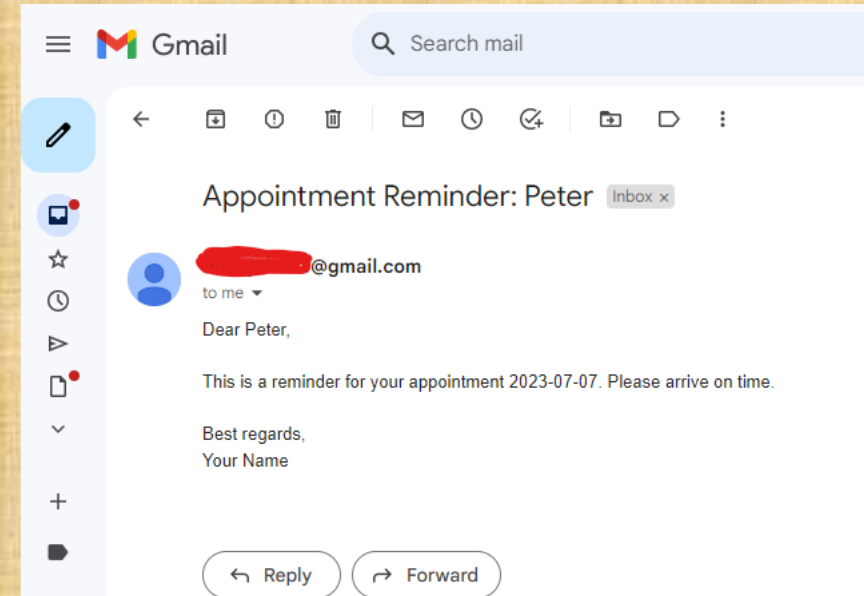 Gmail
Search mail
Appointment Reminder: Peter Inbox x
@gmail.com
to me
Dear Peter,
This is a reminder for your appointment 2023-07-07. Please arrive on time.
Best regards,
Your Name
Reply Forward